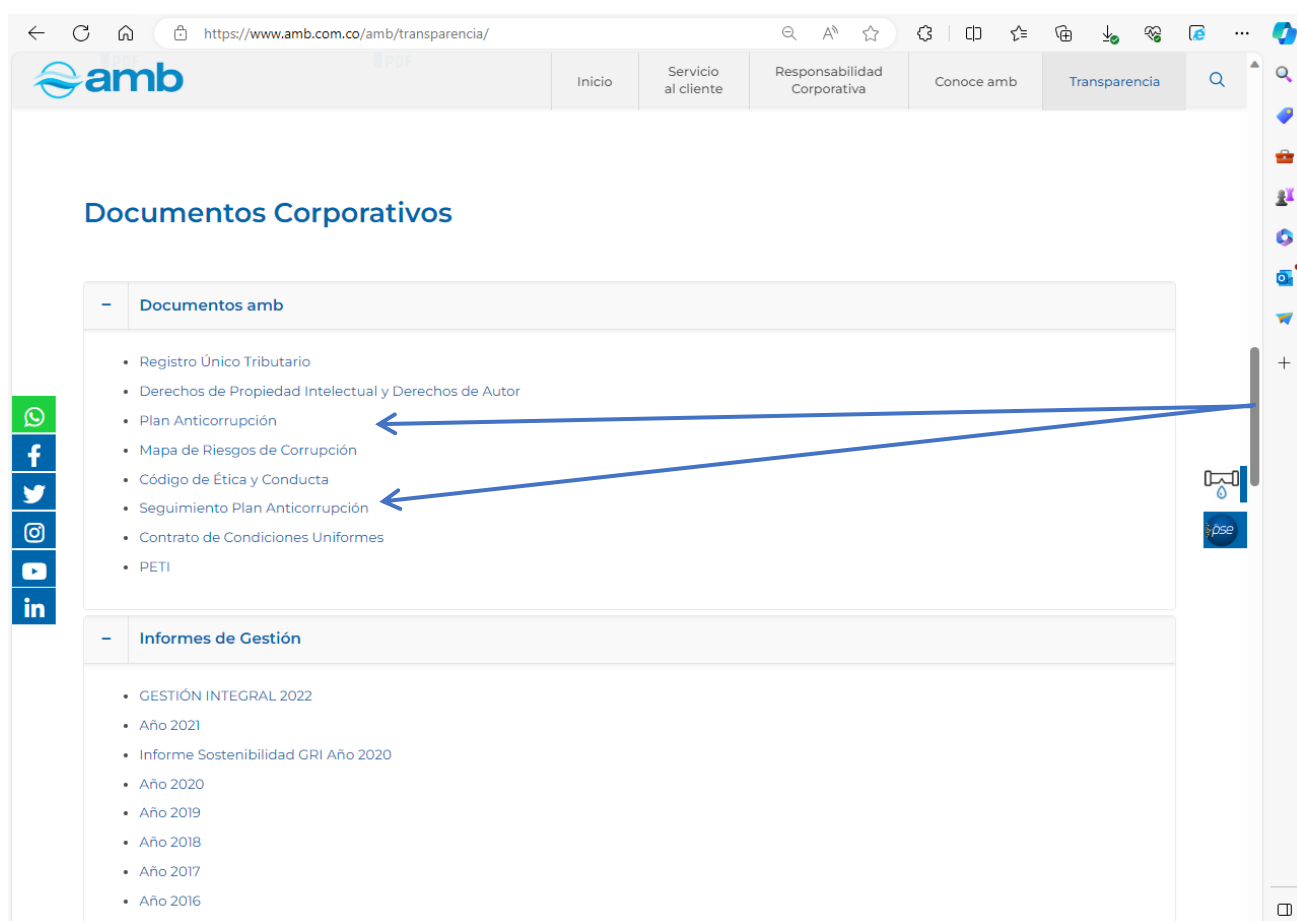 https://www.amb.com.co/amb/transparencia/
PDF
PDF
amb
Inicio
Servicio
al cliente
Responsabilidad
Corporativa
Conoce amb
Transparencia
Documentos Corporativos
Documentos amb
Registro Único Tributario
Derechos de Propiedad Intelectual y Derechos de Autor
Plan Anticorrupción
Mapa de Riesgos de Corrupción
Código de Ética y Conducta
Seguimiento Plan Anticorrupción
Contrato de Condiciones Uniformes
PETI
pse
Informes de Gestión
GESTIÓN INTEGRAL 2022
Año 2021
Informe Sostenibilidad GRI Año 2020
Año 2020
Año 2019
Año 2018
Año 2017
Año 2016